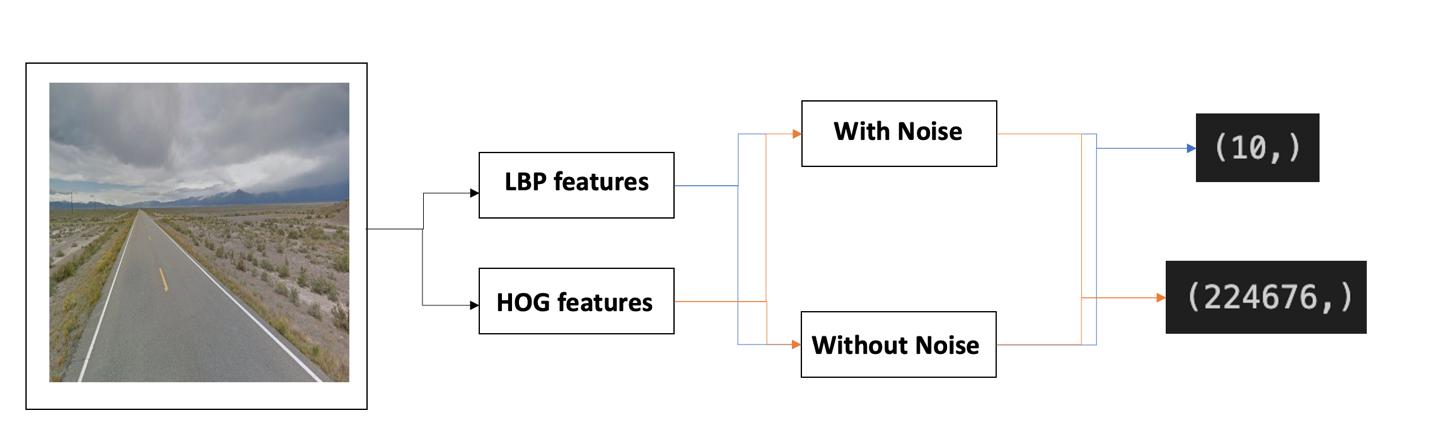 LBP features
HOG features
With Noise
Without Noise
(10,)
(224676,)